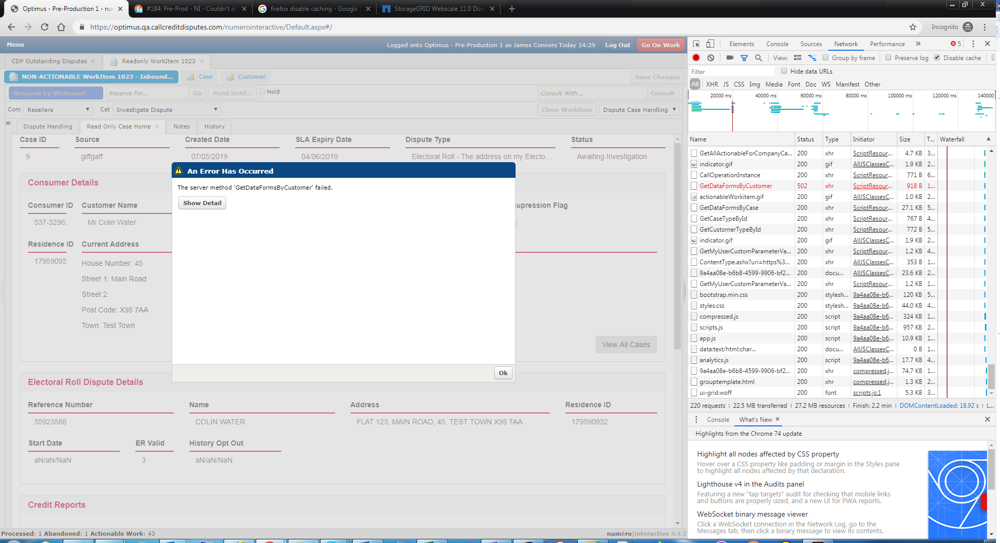 Optimus - Pre-Production 1 - nu
#184: Pre-Prod - NI - Couldn't ab
firefox disable caching - Google
StorageGRID Webscale 11.0 Doc
https://optimus.qa.callcreditdisputes.com/numerointeractive/Default.aspx#/
Incognito
Menu
Logged onto Optimus - Pre-Production 1 as James Connors Today 14:29
Log Out
Go On Work
CDP Outstanding Disputes
Readonly WorkItem 1023
NON-ACTIONABLE WorkItem 1023 - Inbound...
Case
Customer
Save Changes
Respond by Whitemail
Reserve For...
Go
Pend Until...
Hold
Consult With...
Consult
Com
Resellers
Cat
Investigate Dispute
Close Workitem
Dispute Case Handling
Dispute Handling
Read Only Case Home
Notes
History
Case ID
Source
Created Date
SLA Expiry Date
Dispute Type
Status
9
giffgaff
07/05/2019
04/06/2019
Electoral Roll - The address on my Electo...
Awaiting Investigation
An Error Has Occurred
The server method 'GetDataFormsByCustomer' failed.
Show Detail
Ok
Consumer Details
Consumer ID
Customer Name
upression Flag
537-3296:
Mr Colin Water
Residence ID
Current Address
17959093
House Number: 45
Street 1: Main Road
Street 2:
Post Code: X98 7AA
Town: Test Town
View All Cases
Electoral Roll Dispute Details
Reference Number
Name
Address
Residence ID
35923588
COLIN WATER
FLAT 123, MAIN ROAD, 45, TEST TOWN X98 7AA
179590932
Start Date
ER Valid
History Opt Out
aN/aN/NaN
3
aN/aN/NaN
Credit Reports
Processed: 1 Abandoned: 1 Actionable Work: 43
numéro|interactive 4.4.3
Elements
Console
Sources
Network
Performance
5
View:
Group by frame
Preserve log
Disable cache
Filter
Hide data URLs
All
XHR
JS
CSS
Img
Media
Font
Doc
WS
Manifest
Other
20000 ms
40000 ms
60000 ms
80000 ms
100000 ms
120000 ms
140000
Name Status Type Initiator Size T... Waterfall
GetAllActionableForCompanyCa... 200 xhr ScriptResour... 4.7 KB 3...
indicator.gif 200 gif AllJSClassesC... 1.9 KB 2...
CallOperationInstance 200 xhr ScriptResour... 771 B 6...
GetDataFormsByCustomer 502 xhr ScriptResour... 918 B 1...
actionableWorkitem.gif 200 gif AllJSClassesC... 1.0 KB 2...
GetDataFormsByCase 200 xhr ScriptResour... 27.1 KB 5...
GetCaseTypeById 200 xhr ScriptResour... 767 B 4...
GetCustomerTypeById 200 xhr ScriptResour... 772 B 5...
indicator.gif 200 gif AllJSClassesC... 1.9 KB 2...
GetMyUserCustomParameterVa... 200 xhr ScriptResour... 1.2 KB 4...
ContentType.ashx?uri=https%3... 200 xhr AllJSClassesC... 353 B 1...
9a4aa08e-b6b8-4599-9906-bf2... 200 docu... AllJSClassesC... 23.6 KB 2...
GetMyUserCustomParameterVa... 200 xhr ScriptResour... 1.2 KB 1...
bootstrap.min.css 200 stylesh... 9a4aa08e-b6... 120 KB 5...
styles.css 200 stylesh... 9a4aa08e-b6... 44.0 KB 4...
compressed.js 200 script 9a4aa08e-b6... 324 KB 1...
scripts.js 200 script 9a4aa08e-b6... 957 KB 2...
app.js 200 script 9a4aa08e-b6... 10.9 KB 1...
data:text/html;char... 200 docu... AllJSClassesC... 0 B 1...
analytics.js 200 script 9a4aa08e-b6... 17.7 KB 4...
9a4aa08e-b6b8-4599-9906-bf2... 200 xhr compressed.j... 74.7 KB 1...
grouptemplate.html 200 xhr compressed.j... 1.3 KB 2...
ui-grid.woff 200 font scripts.js:1 5.3 KB 3...
220 requests | 22.5 MB transferred | 27.2 MB resources | Finish: 2.2 min | DOMContentLoaded: 18.92 s | L...
Console
What's New
Highlights from the Chrome 74 update
Highlight all nodes affected by CSS property
Hover over a CSS property like padding or margin in the Styles pane
to highlight all nodes affected by that declaration.
Lighthouse v4 in the Audits panel
Featuring a new "tap targets" audit for checking that mobile links
and buttons are properly sized, and a new UI for PWA reports.
WebSocket binary message viewer
Click a WebSocket connection in the Network Log, go to the
Messages tab, then click a binary message to view its contents.